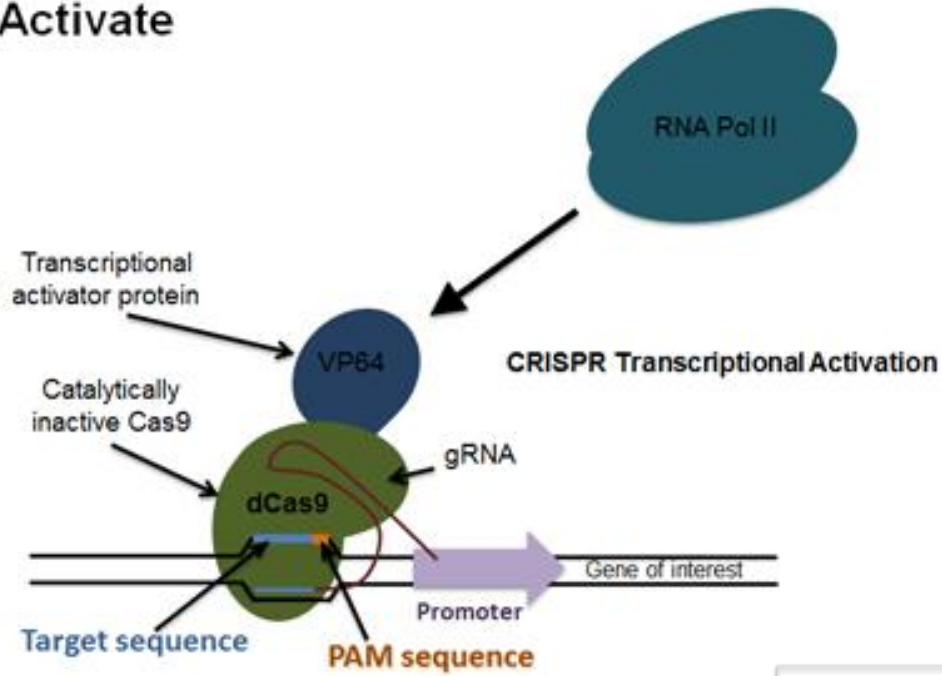 Activate
RNA Pol II
Transcriptional
activator protein
VP64
CRISPR Transcriptional Activation
Catalytically
inactive Cas9
gRNA
dCas9
Gene of interest
Promoter
Target sequence
PAM sequence